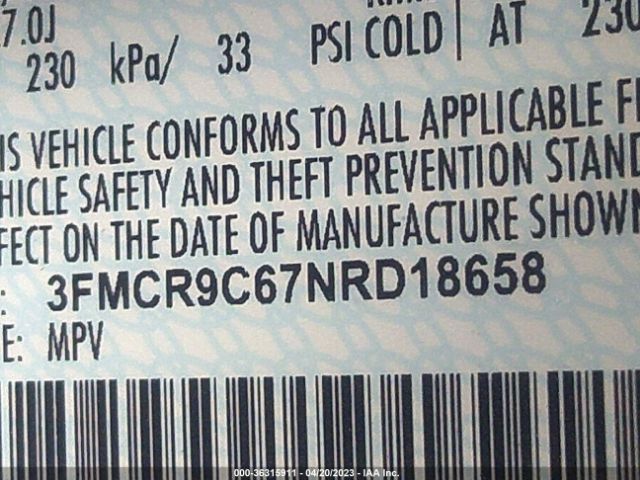 7.0J
230 kPa/ 33 PSI COLD | AT 230
IS VEHICLE CONFORMS TO ALL APPLICABLE F
HICLE SAFETY AND THEFT PREVENTION STAND
FECT ON THE DATE OF MANUFACTURE SHOWN
: 3FMCR9C67NRD18658
E: MPV
000-36315911 - 04/20/2023 - IAA Inc.